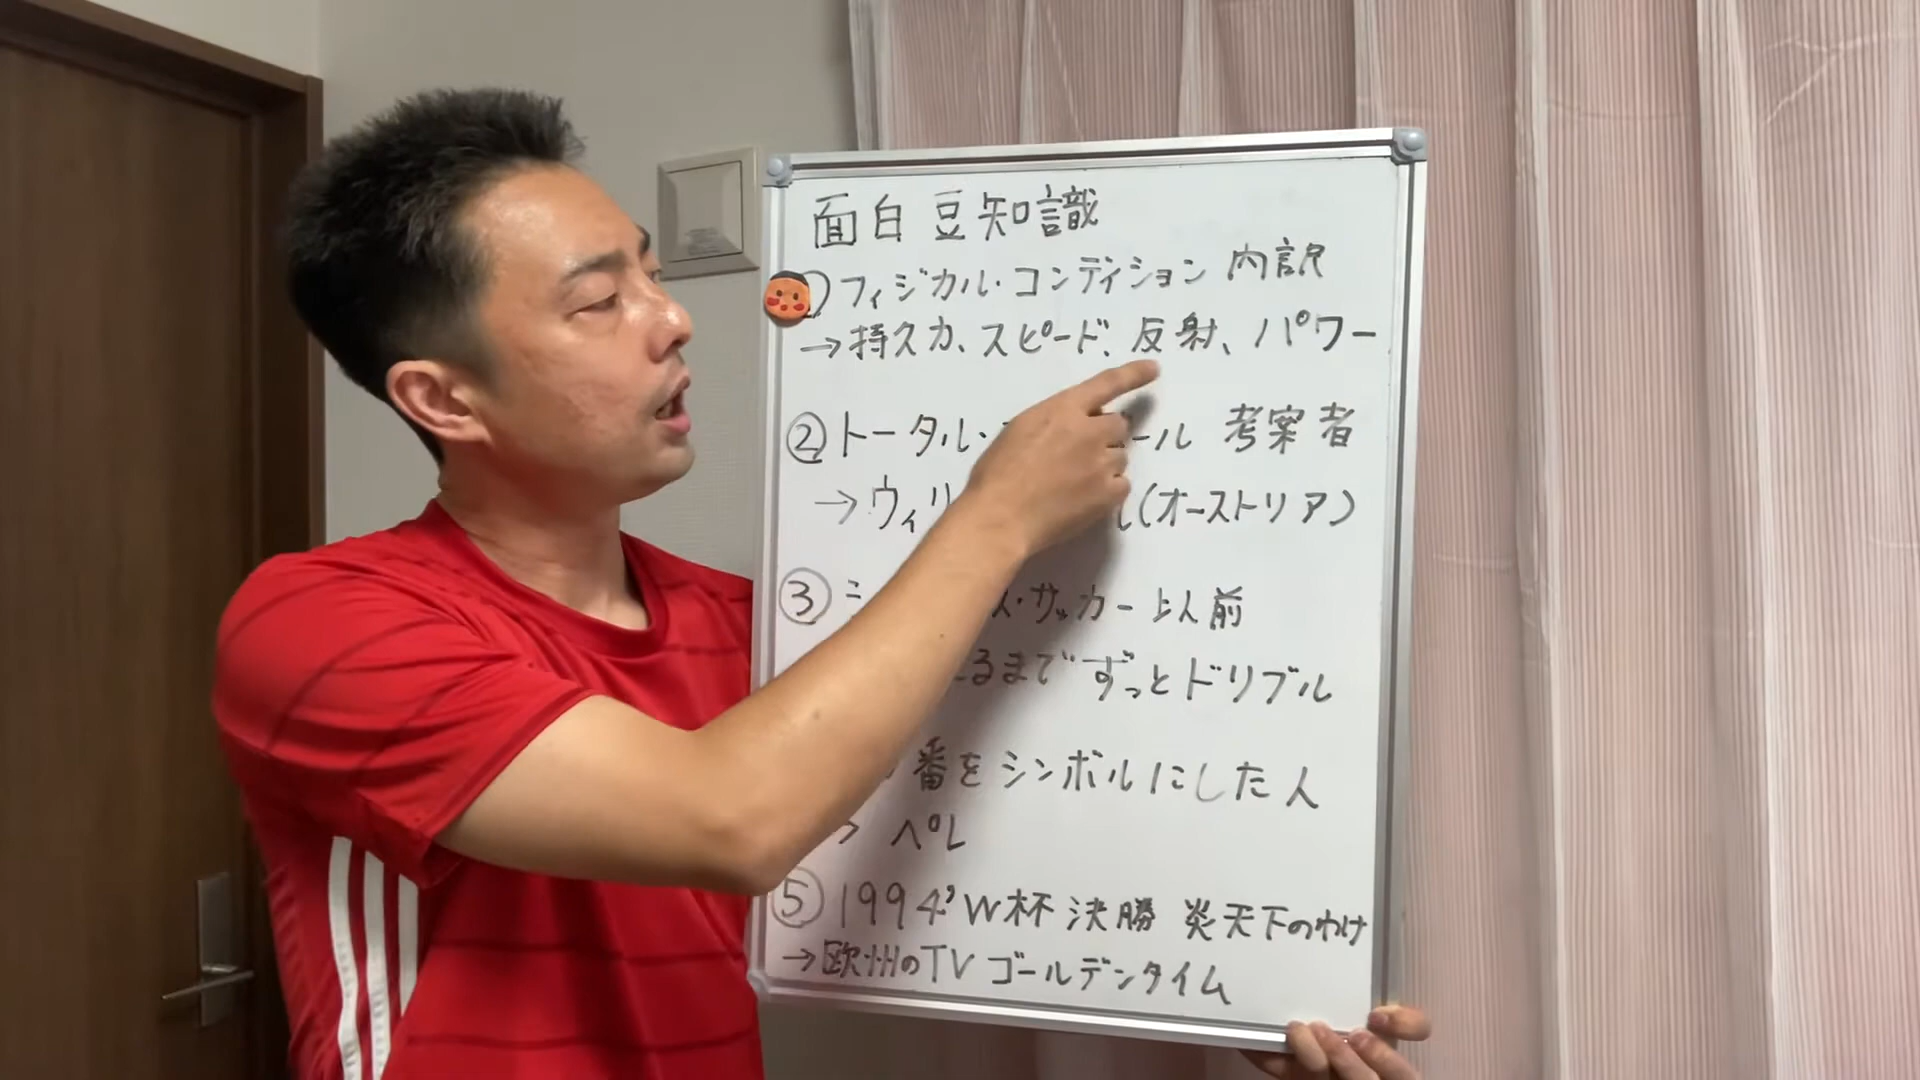 面白豆知識
① フィジカル・コンディション 内訳
→持久力、スピード、反射、パワー
② トータル・ ール 考案者
→ウィリ (オーストリア)
③ ・サッカー 1人前
るまで ずっとドリブル
番をシンボルにした人
→ ペレ
⑤ 1994'W杯 決勝 炎天下のわけ
→欧州のTV ゴールデンタイム